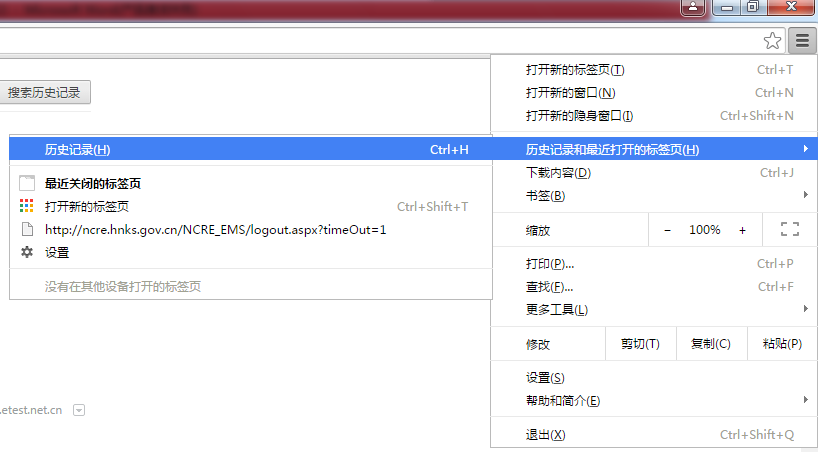 搜索历史记录
历史记录(H) Ctrl+H
最近关闭的标签页
打开新的标签页 Ctrl+Shift+T
http://ncre.hnks.gov.cn/NCRE_EMS/logout.aspx?timeOut=1
设置
没有在其他设备打开的标签页
.etest.net.cn
打开新的标签页(T) Ctrl+T
打开新的窗口(N) Ctrl+N
打开新的隐身窗口(I) Ctrl+Shift+N
历史记录和最近打开的标签页(H)
下载内容(D) Ctrl+J
书签(B)
缩放 − 100% +
打印(P)... Ctrl+P
查找(F)... Ctrl+F
更多工具(L)
修改 剪切(T) 复制(C) 粘贴(P)
设置(S)
帮助和简介(E)
退出(X) Ctrl+Shift+Q